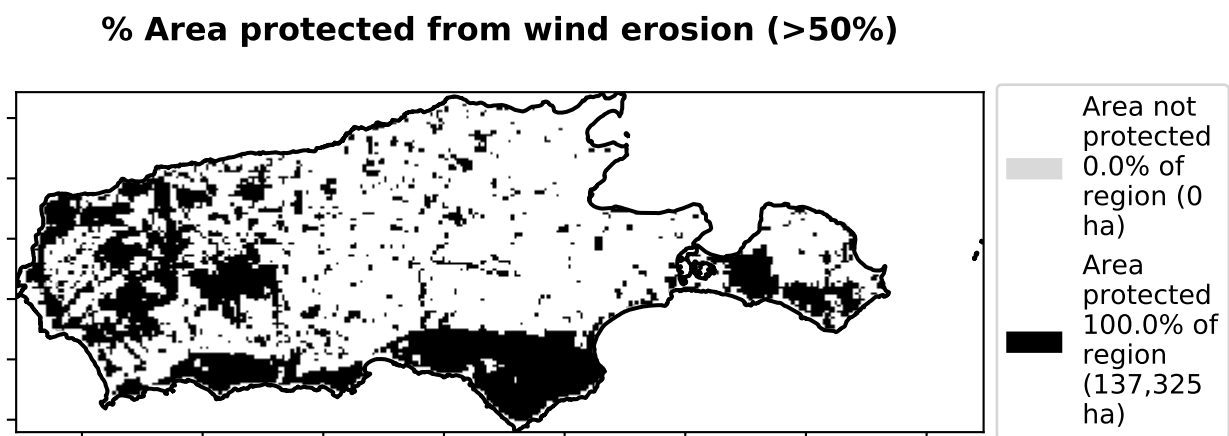 % Area protected from wind erosion (>50%)
Area not
protected
0.0% of
region (0
ha)
Area
protected
100.0% of
region
(137,325
ha)